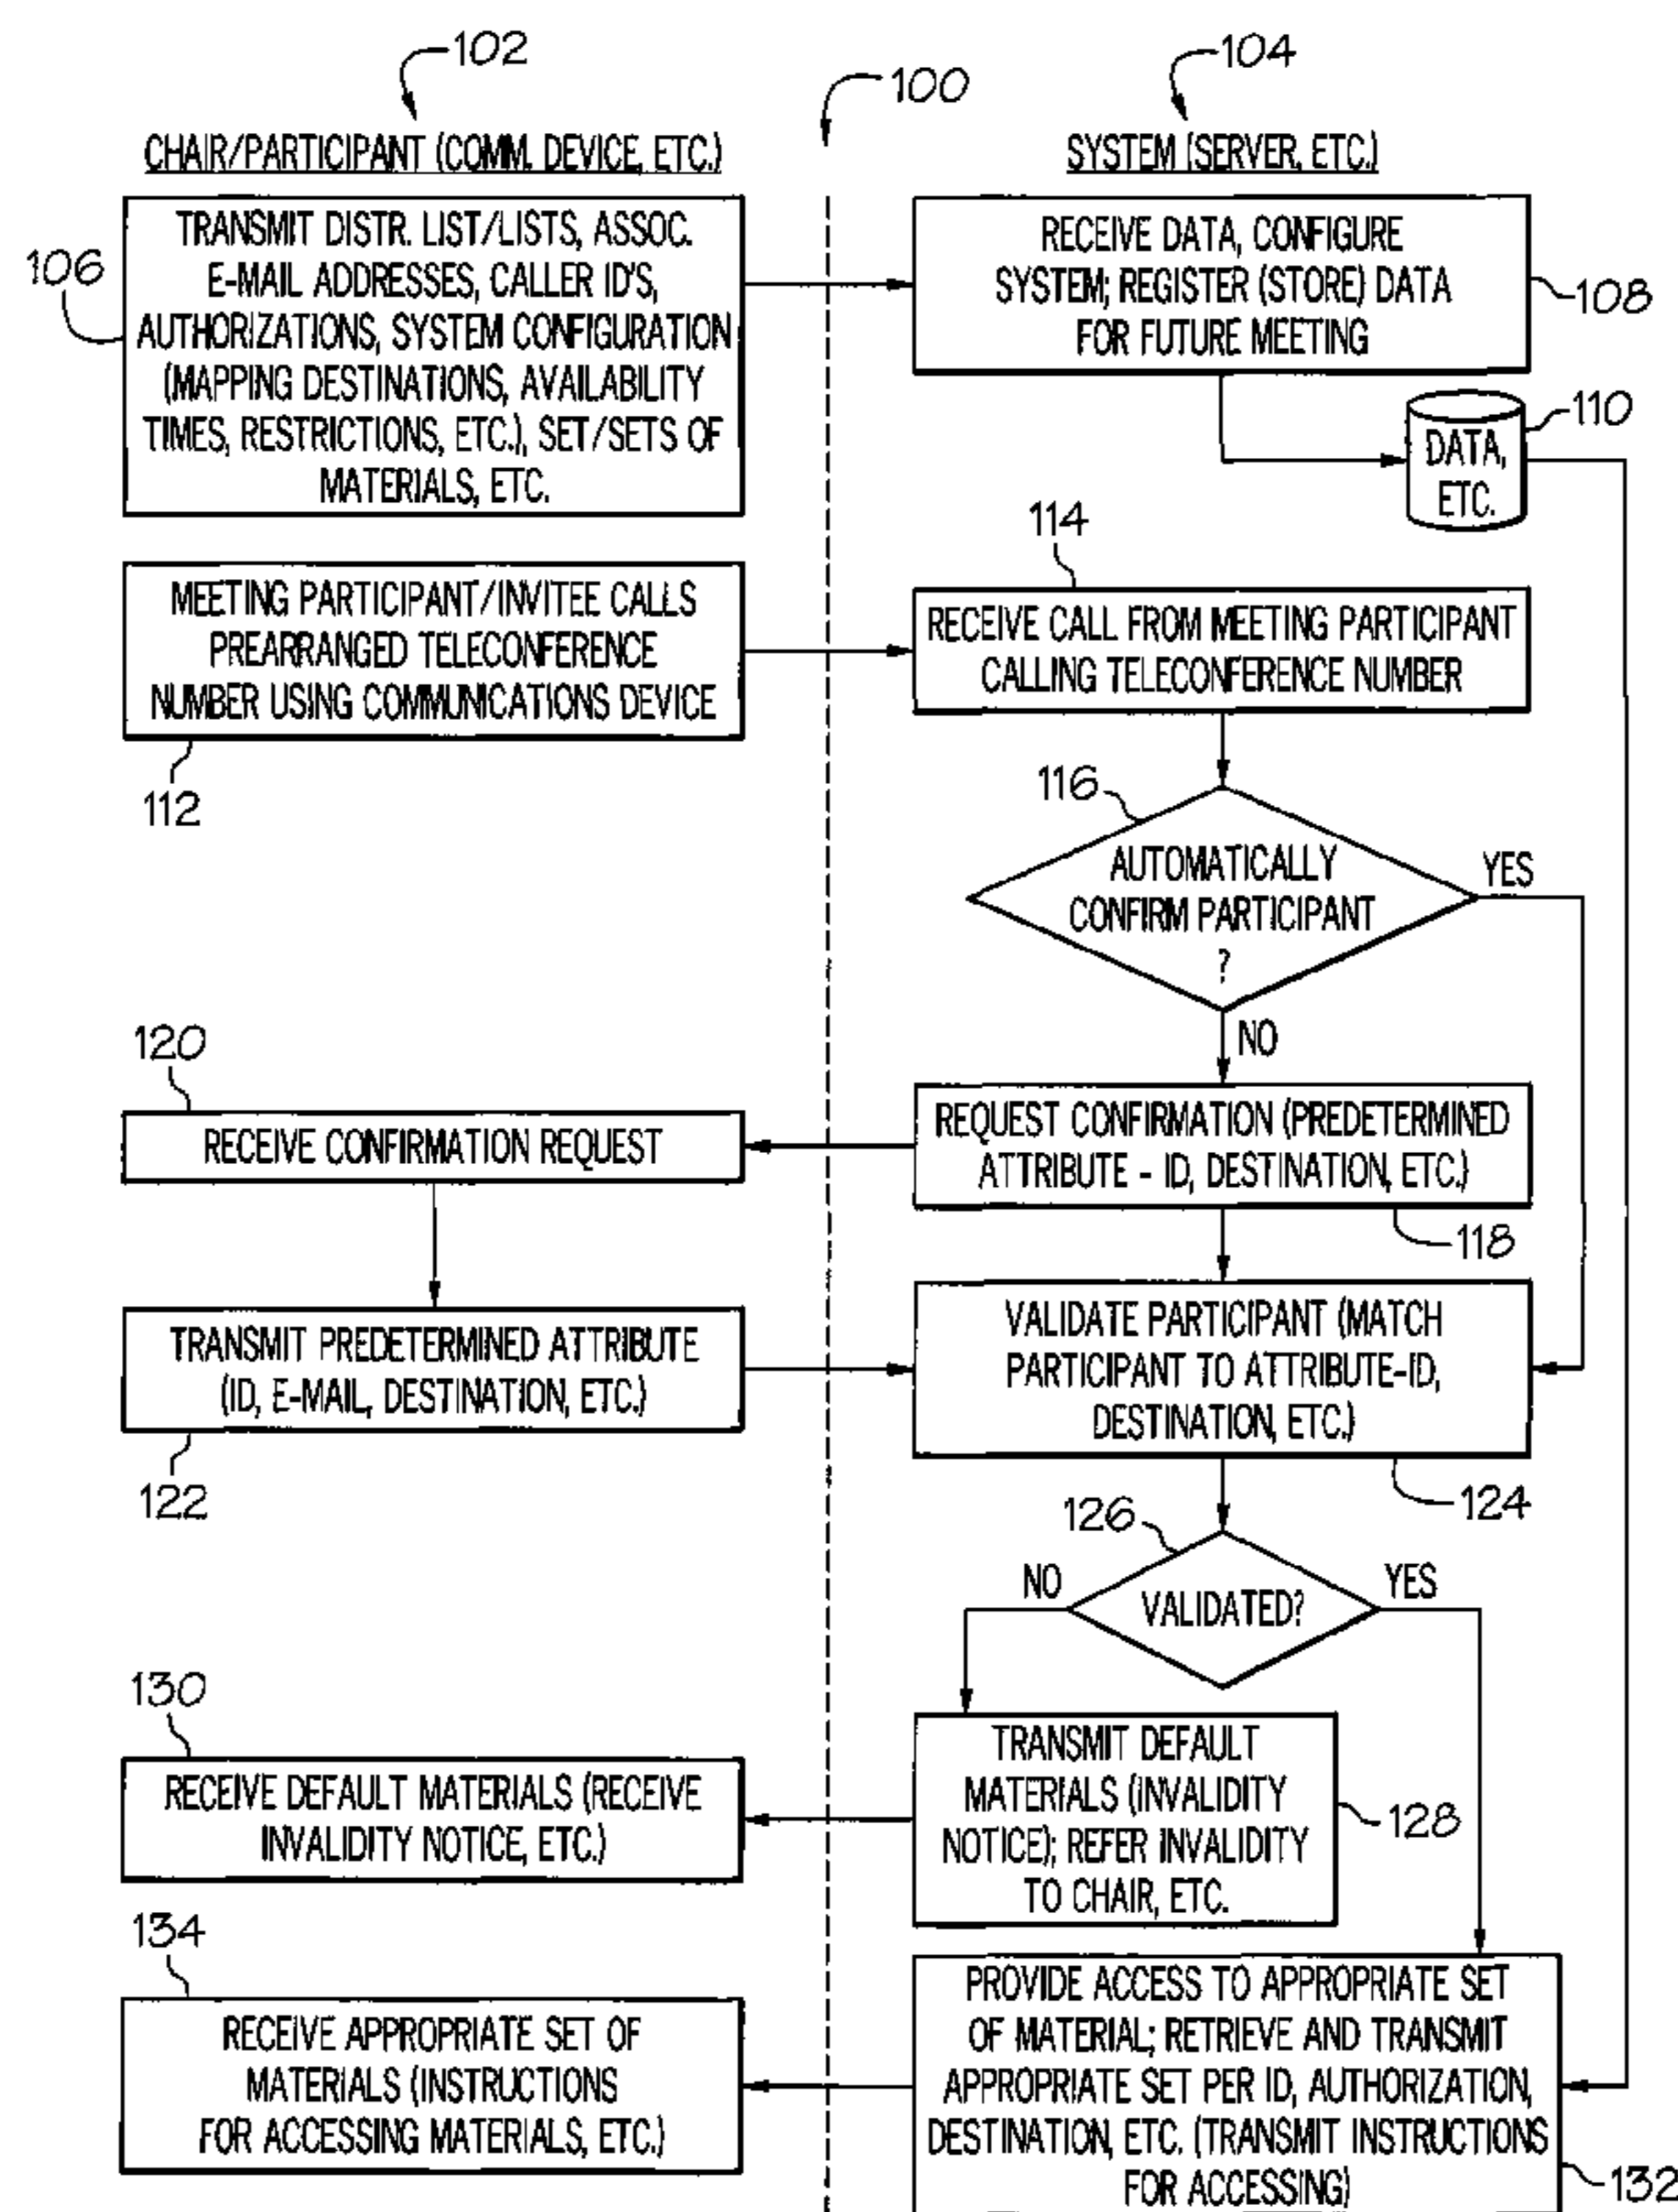 102
100
104
CHAIR/PARTICIPANT (COMM. DEVICE, ETC.)
SYSTEM (SERVER, ETC.)
TRANSMIT DISTR. LIST/LISTS, ASSOC.
E-MAIL ADDRESSES, CALLER ID'S,
AUTHORIZATIONS, SYSTEM CONFIGURATION
(MAPPING DESTINATIONS, AVAILABILITY
TIMES, RESTRICTIONS, ETC.), SET/SETS OF
MATERIALS, ETC.
106
RECEIVE DATA, CONFIGURE
SYSTEM; REGISTER (STORE) DATA
FOR FUTURE MEETING
108
DATA,
ETC.
110
MEETING PARTICIPANT/INVITEE CALLS
PREARRANGED TELECONFERENCE
NUMBER USING COMMUNICATIONS DEVICE
112
114
RECEIVE CALL FROM MEETING PARTICIPANT
CALLING TELECONFERENCE NUMBER
116
AUTOMATICALLY
CONFIRM PARTICIPANT
?
YES
NO
120
RECEIVE CONFIRMATION REQUEST
REQUEST CONFIRMATION (PREDETERMINED
ATTRIBUTE - ID, DESTINATION, ETC.)
118
TRANSMIT PREDETERMINED ATTRIBUTE
(ID, E-MAIL, DESTINATION, ETC.)
122
VALIDATE PARTICIPANT (MATCH
PARTICIPANT TO ATTRIBUTE-ID,
DESTINATION, ETC.)
124
126
NO
VALIDATED?
YES
130
RECEIVE DEFAULT MATERIALS (RECEIVE
INVALIDITY NOTICE, ETC.)
TRANSMIT DEFAULT
MATERIALS (INVALIDITY
NOTICE); REFER INVALIDITY
TO CHAIR, ETC.
128
134
RECEIVE APPROPRIATE SET OF
MATERIALS (INSTRUCTIONS
FOR ACCESSING MATERIALS, ETC.)
PROVIDE ACCESS TO APPROPRIATE SET
OF MATERIAL; RETRIEVE AND TRANSMIT
APPROPRIATE SET PER ID, AUTHORIZATION,
DESTINATION, ETC. (TRANSMIT INSTRUCTIONS
FOR ACCESSING)
132